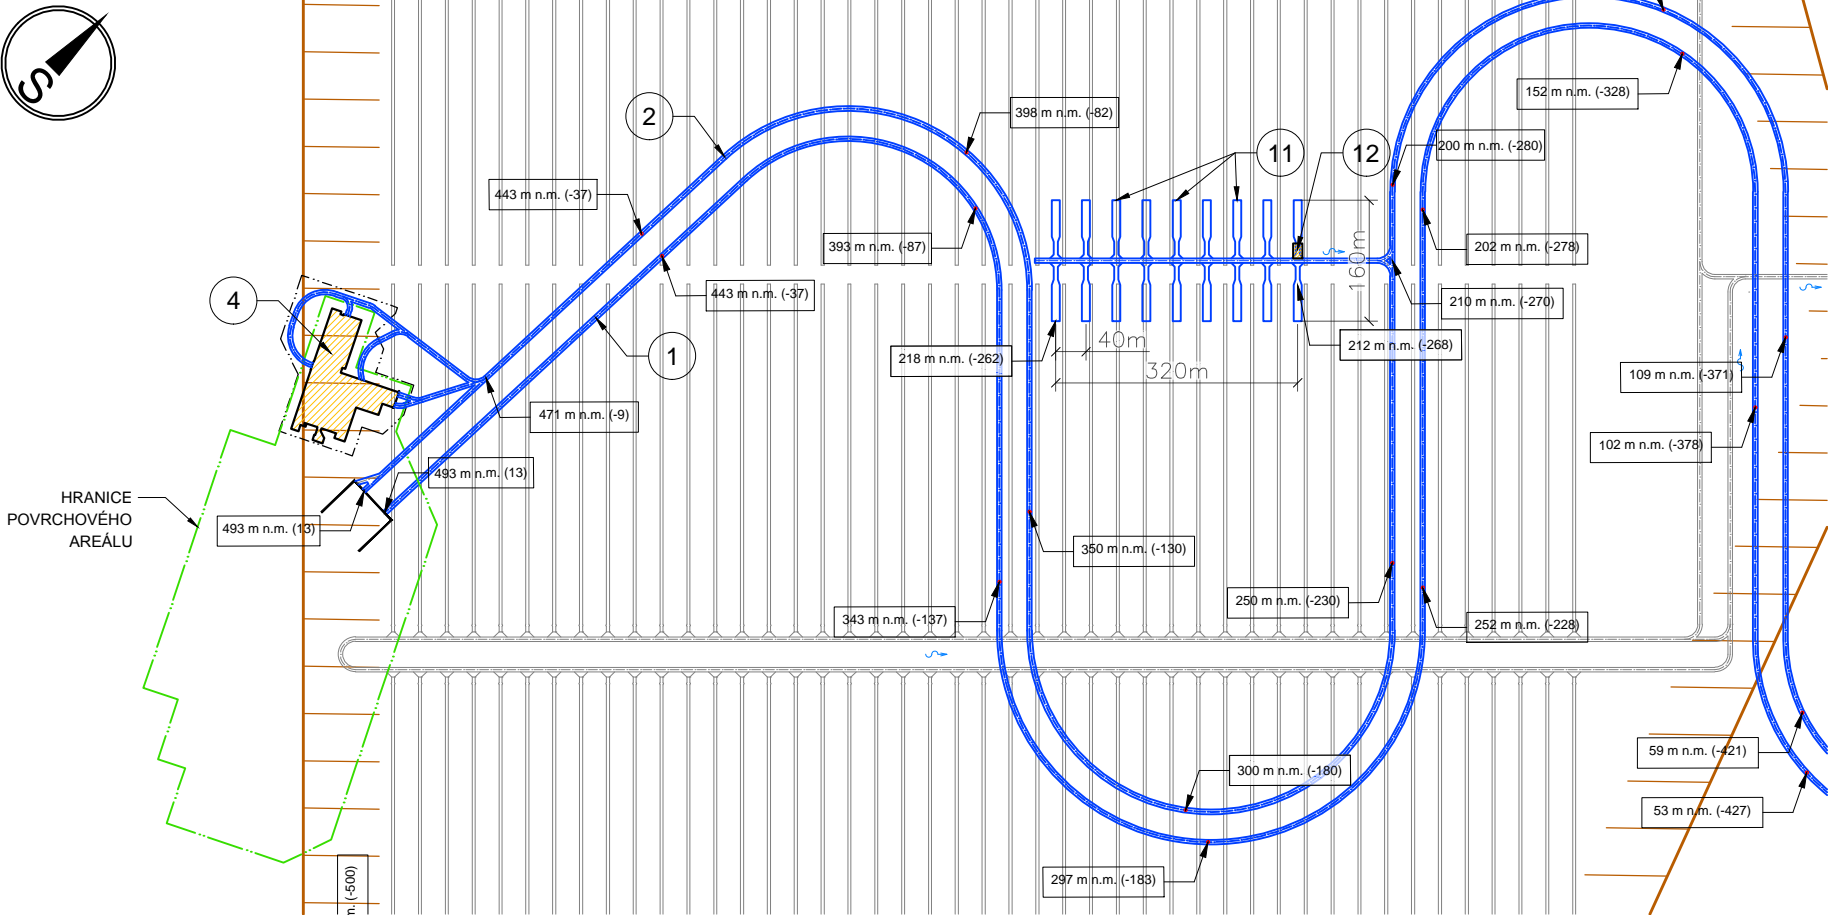 S
2
398 m n.m. (-82)
152 m n.m. (-328)
11
12
200 m n.m. (-280)
443 m n.m. (-37)
393 m n.m. (-87)
202 m n.m. (-278)
160m
4
443 m n.m. (-37)
210 m n.m. (-270)
1
218 m n.m. (-262)
40m
212 m n.m. (-268)
320m
109 m n.m. (-371)
471 m n.m. (-9)
102 m n.m. (-378)
493 m n.m. (13)
HRANICE
POVRCHOVÉHO
AREÁLU
493 m n.m. (13)
350 m n.m. (-130)
250 m n.m. (-230)
343 m n.m. (-137)
252 m n.m. (-228)
59 m n.m. (-421)
300 m n.m. (-180)
53 m n.m. (-427)
297 m n.m. (-183)
m. (-500)